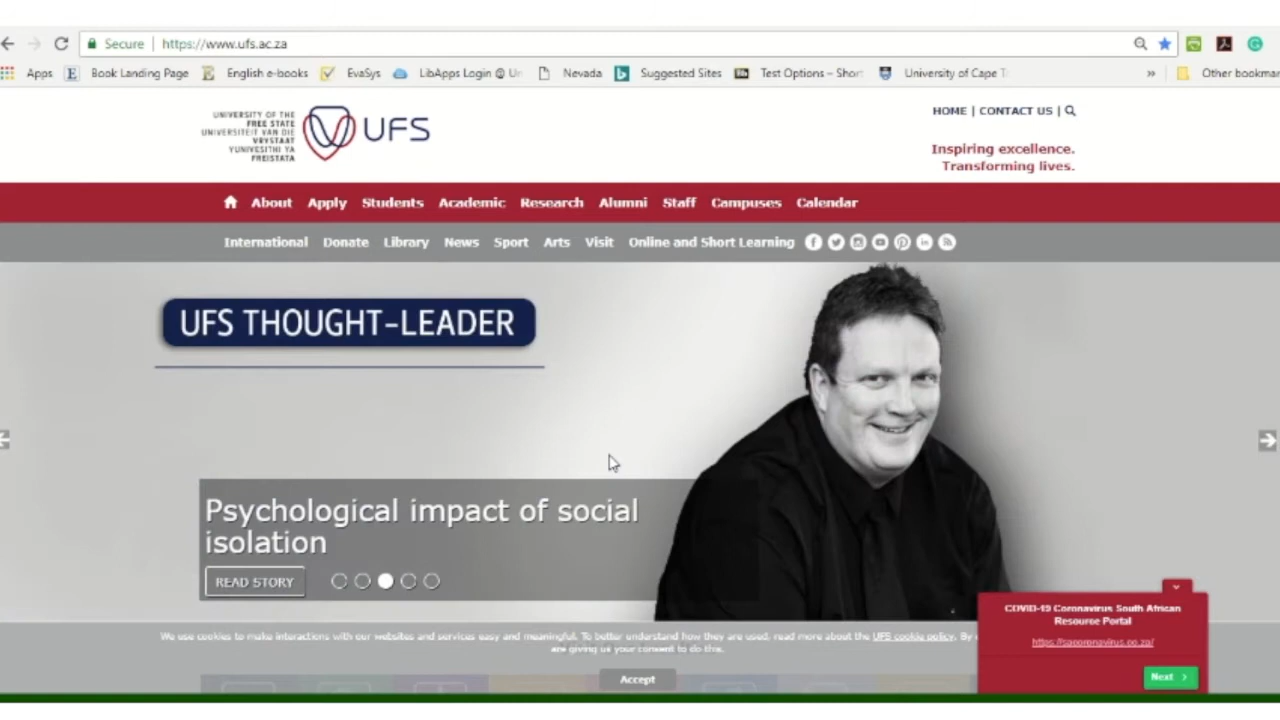 Secure | https://www.ufs.ac.za
Apps Book Landing Page English e-books EvaSys LibApps Login @ Un Nevada Suggested Sites Test Options – Shor University of Cape T » Other bookmar
UNIVERSITY OF THE
FREE STATE
UNIVERSITEIT VAN DIE
VRYSTAAT
YUNIVESITHI YA
FREISTATA
UFS
HOME | CONTACT US |
Inspiring excellence.
Transforming lives.
About Apply Students Academic Research Alumni Staff Campuses Calendar
International Donate Library News Sport Arts Visit Online and Short Learning
UFS THOUGHT-LEADER
Psychological impact of social
isolation
READ STORY
We use cookies to make interactions with our websites and services easy and meaningful. To better understand how they are used, read more about the UFS cookie policy. By
are giving us your consent to do this.
Accept
COVID-19 Coronavirus South African
Resource Portal
https://sacoronavirus.co.za/
Next >